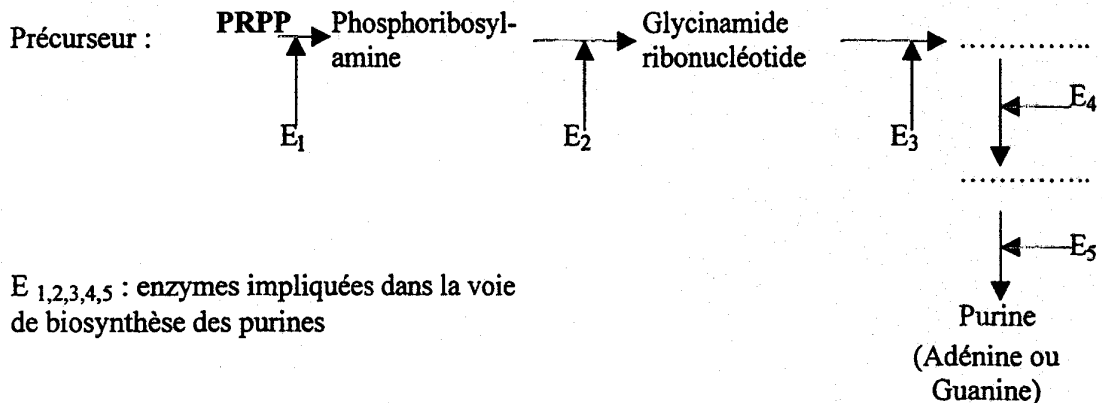 Précurseur : PRPP Phosphoribosyl-amine Glycinamide ribonucléotide ................
E1 E2 E3 E4
................
E5
E 1,2,3,4,5 : enzymes impliquées dans la voie
de biosynthèse des purines
Purine
(Adénine ou
Guanine)